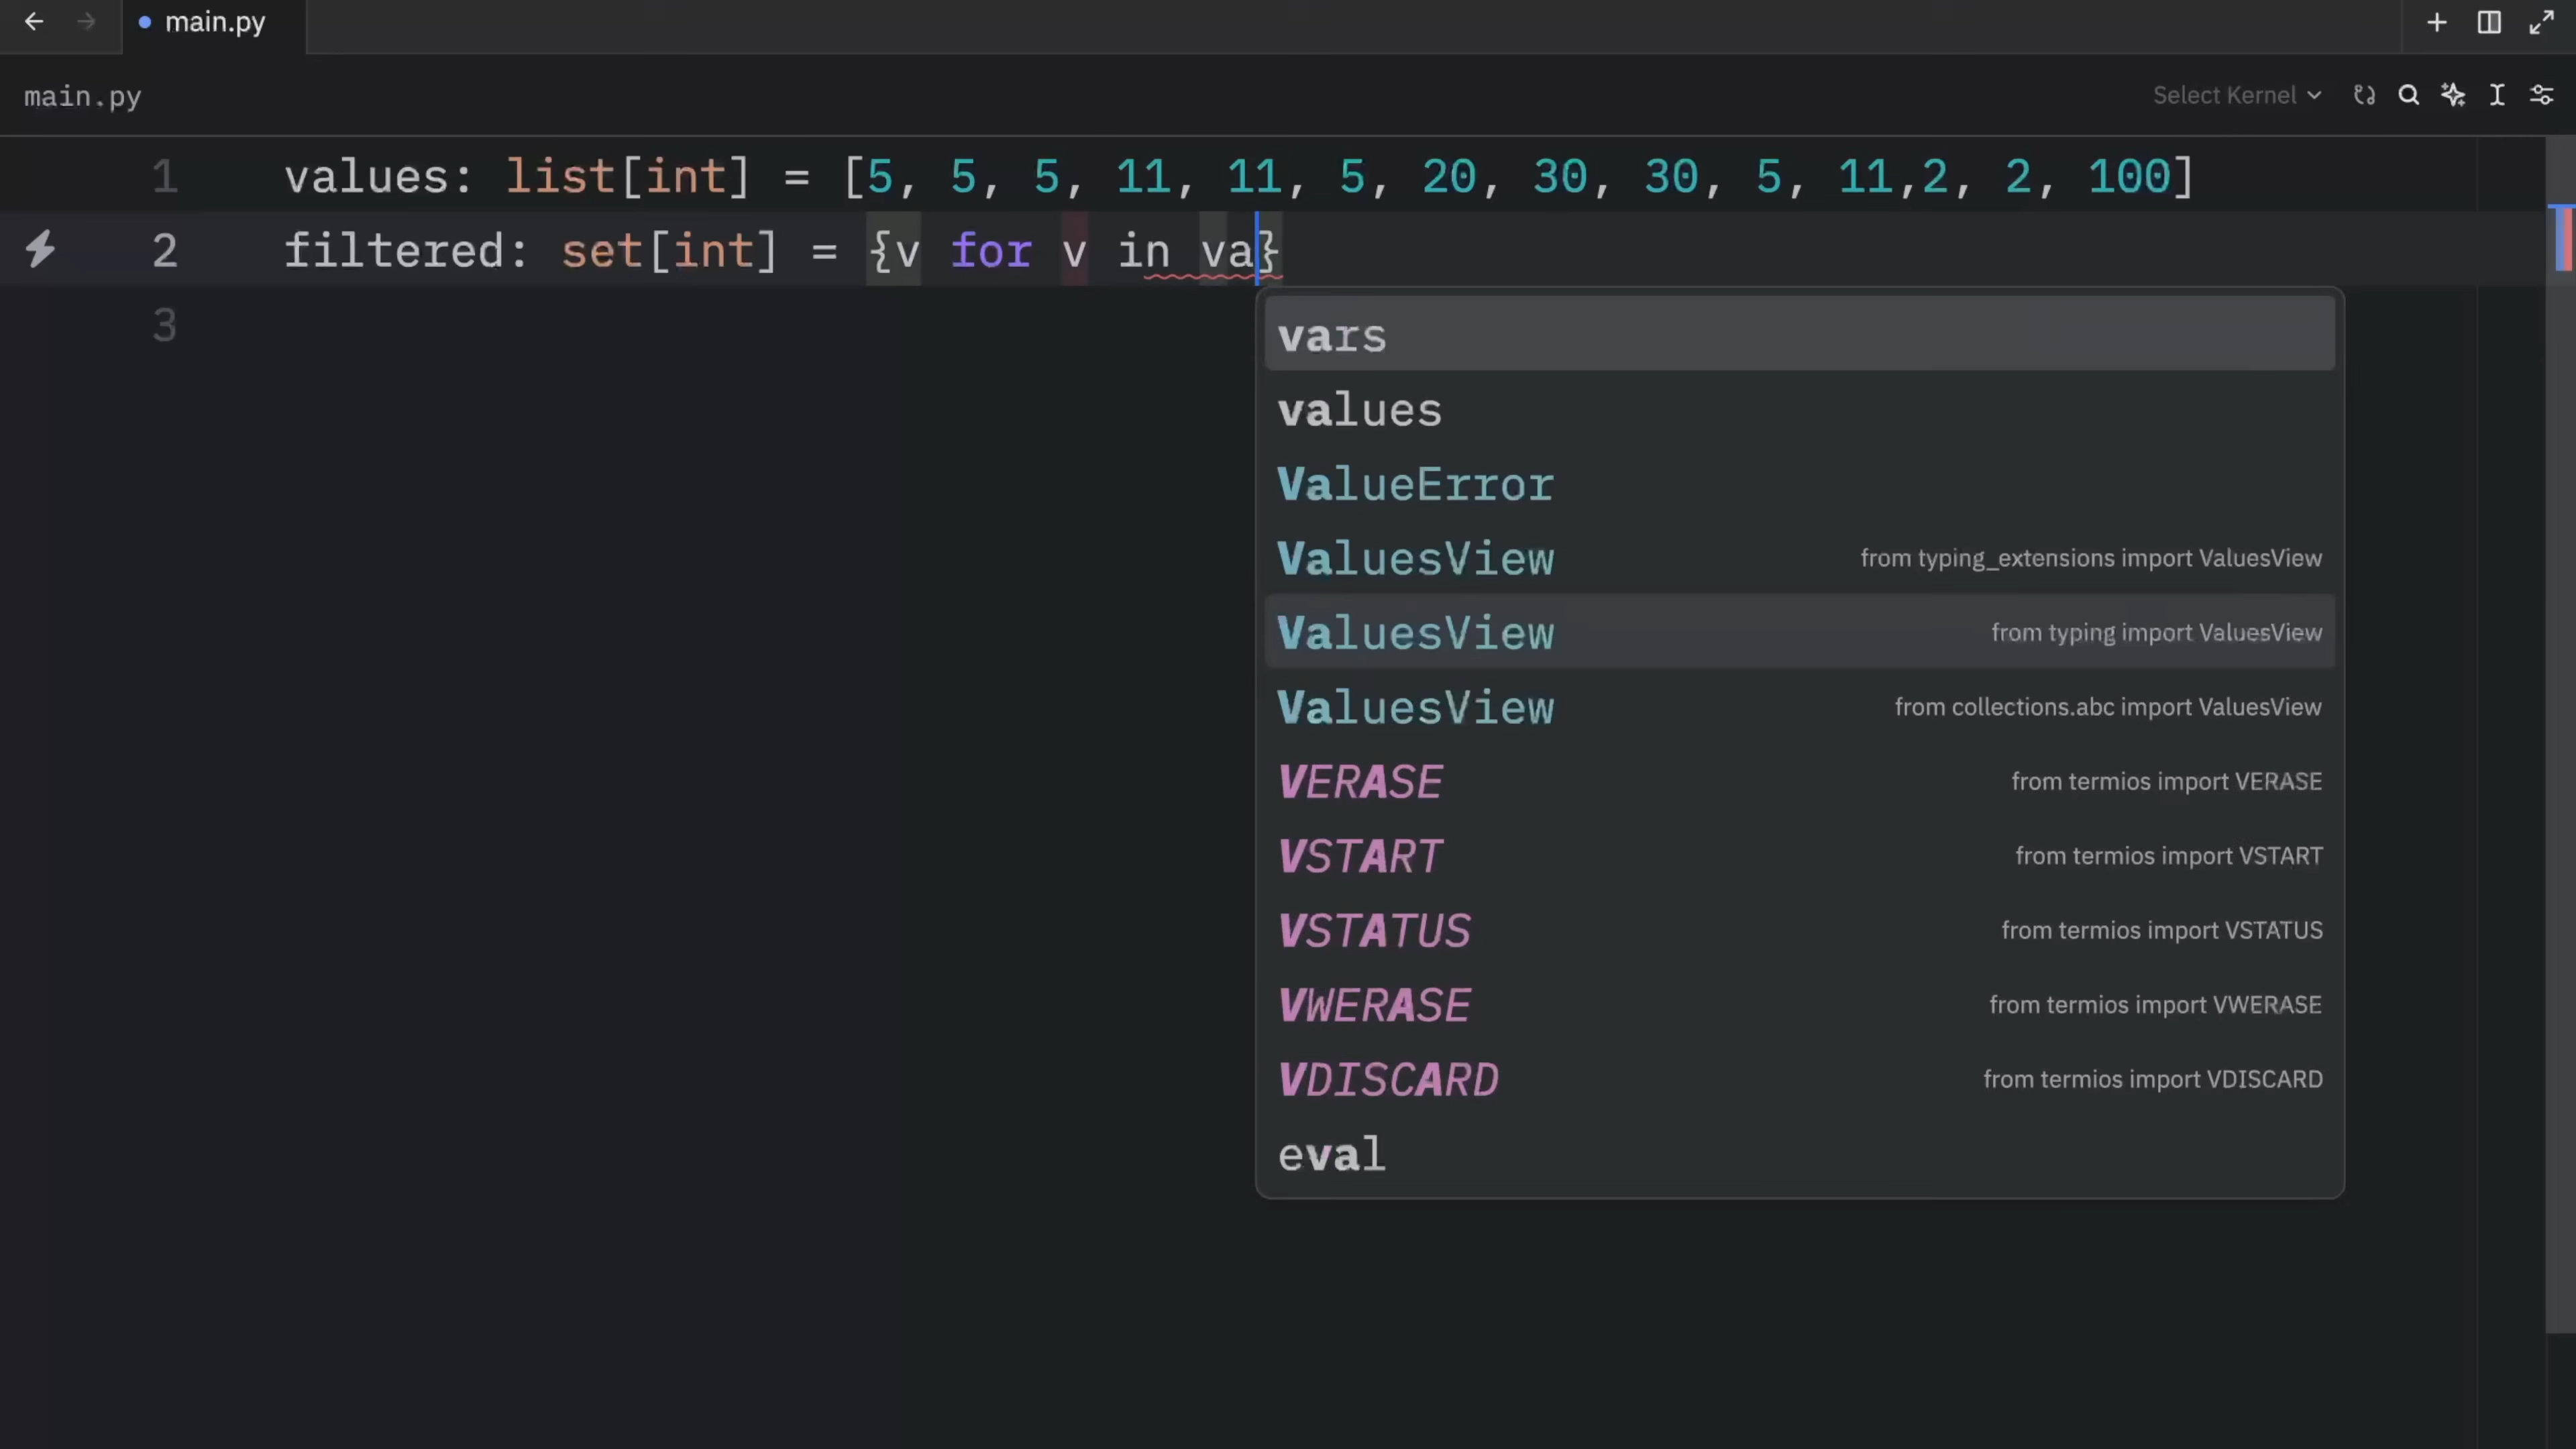 main.py
main.py
Select Kernel
1 values: list[int] = [5, 5, 5, 11, 11, 5, 20, 30, 30, 5, 11,2, 2, 100]
2 filtered: set[int] = {v for v in va}
3
vars
values
ValueError
ValuesView from typing_extensions import ValuesView
ValuesView from typing import ValuesView
ValuesView from collections.abc import ValuesView
VERASE from termios import VERASE
VSTART from termios import VSTART
VSTATUS from termios import VSTATUS
VWERASE from termios import VWERASE
VDISCARD from termios import VDISCARD
eval